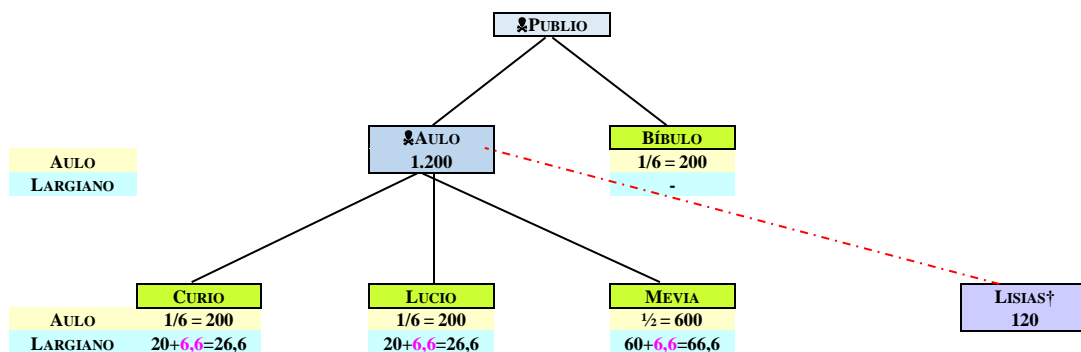 ☠PUBLIO
☠AULO BÍBULO
AULO 1.200 1/6 = 200
LARGIANO -
CURIO LUCIO MEVIA LISIAS†
AULO 1/6 = 200 1/6 = 200 ½ = 600 120
LARGIANO 20+6,6=26,6 20+6,6=26,6 60+6,6=66,6